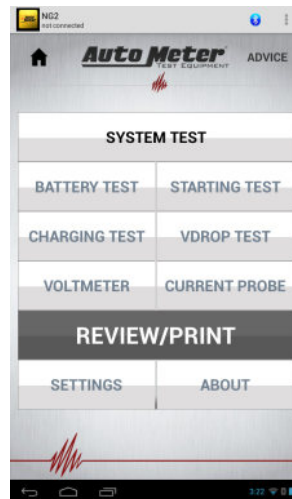 NG2
not connected
Auto Meter
TEST EQUIPMENT
ADVICE
SYSTEM TEST
BATTERY TEST
STARTING TEST
CHARGING TEST
VDROP TEST
VOLTMETER
CURRENT PROBE
REVIEW/PRINT
SETTINGS
ABOUT
3:22